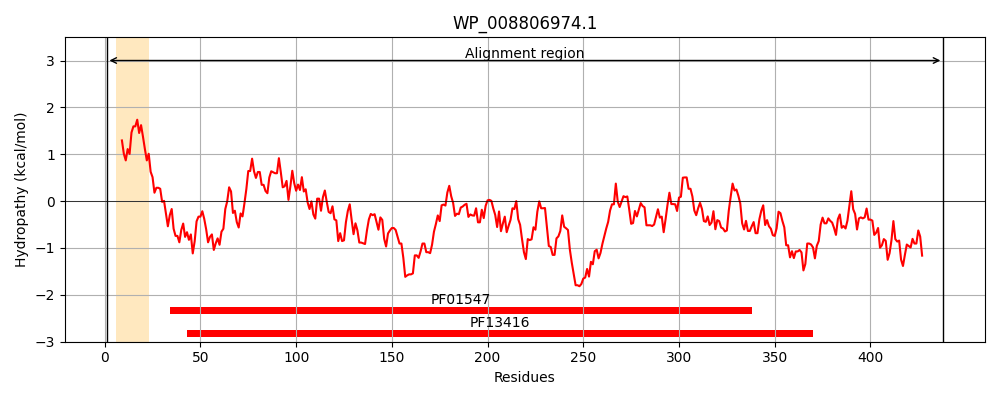 WP_008806974.1
Alignment region
Hydropathy (kcal/mol)
3
2
1
0
−1
−2
−3
PF01547
PF13416
0 50 100 150 200 250 300 350 400
Residues